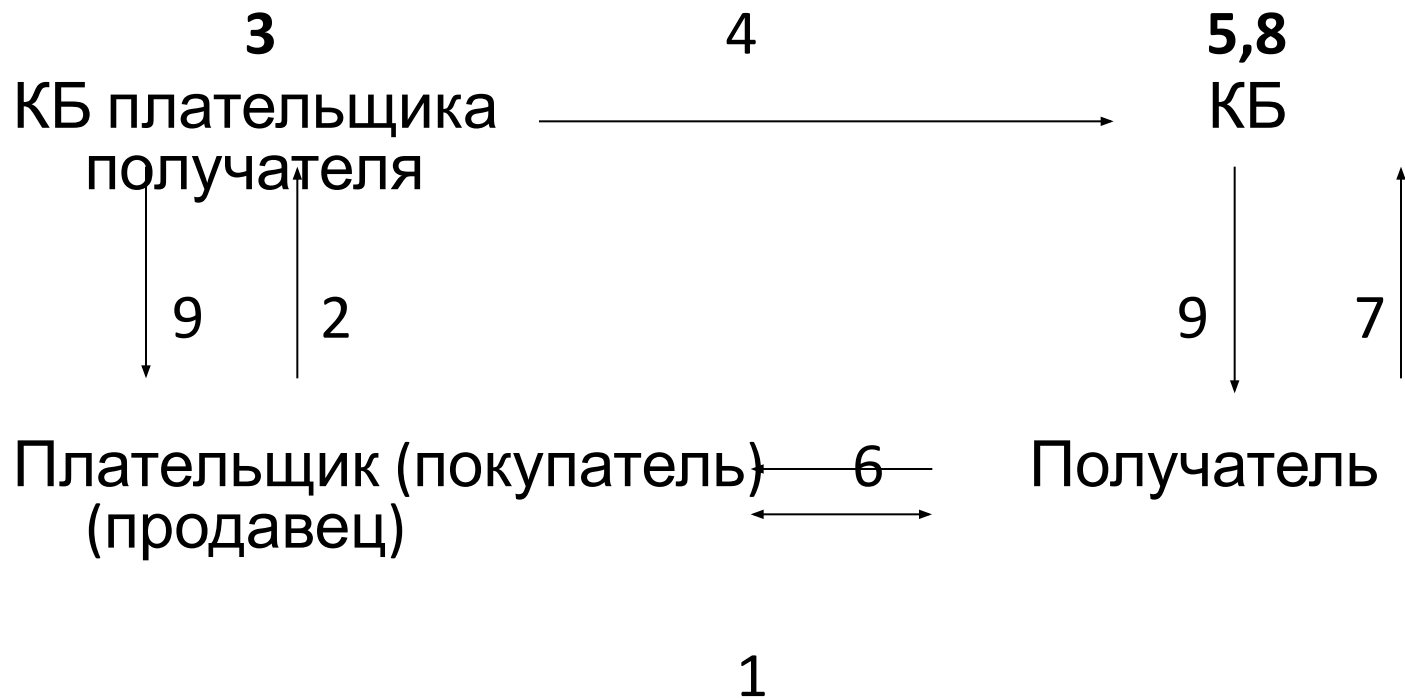 3 4 5,8
КБ плательщика КБ
получателя
9 2 9 7
Плательщик (покупатель) 6 Получатель
(продавец)
1